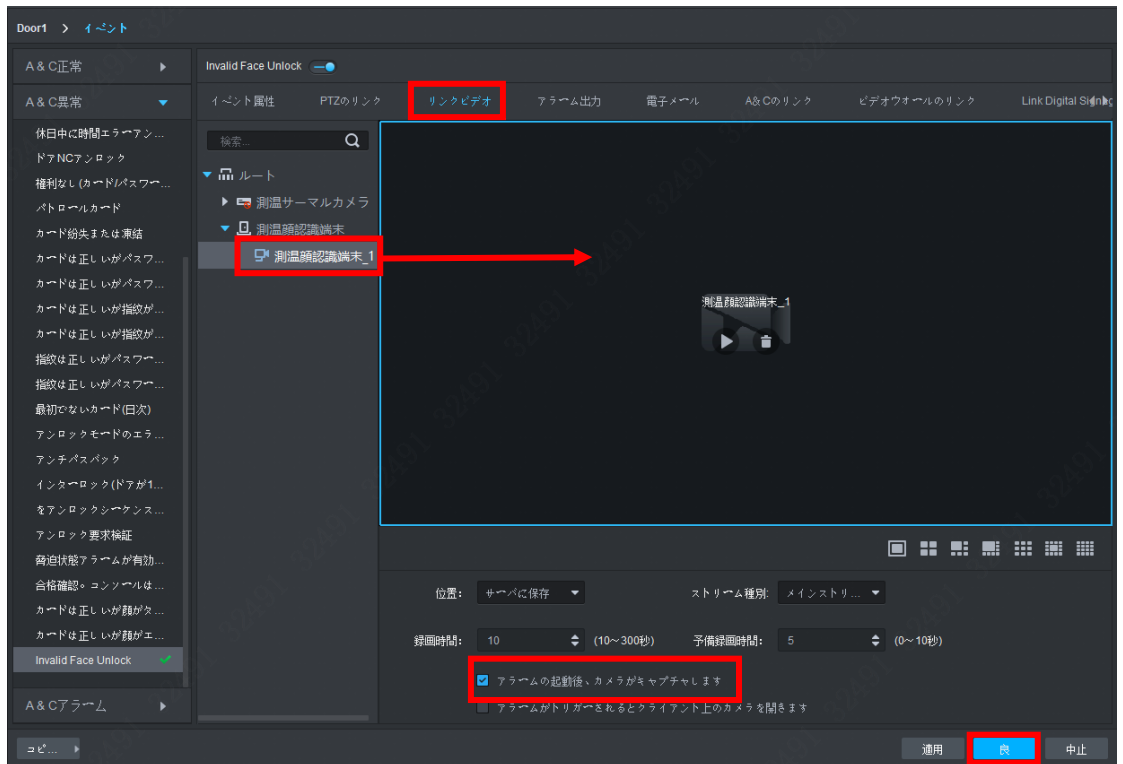 Door1 > イベント
A& C正常
A& C異常
休日中に時間エラーアン...
ドアNCアンロック
権利なし(カード/パスワー...
パトロールカード
カード紛失または凍結
カードは正しいがパスワ...
カードは正しいがパスワ...
カードは正しいが指紋が...
カードは正しいが指紋が...
指紋は正しいがパスワー...
指紋は正しいがパスワー...
最初でないカード(日次)
アンロックモードのエラ...
アンチパスバック
インターロック(ドアが1...
をアンロックシーケンス...
アンロック要求検証
脅迫状態アラームが有効...
合格確認。コンソールは...
カードは正しいが顔がタ...
カードは正しいが顔がエ...
Invalid Face Unlock
A& Cアラーム
Invalid Face Unlock
イベント属性 PTZのリンク リンクビデオ アラーム出力 電子メール A& Cのリンク ビデオウオールのリンク Link Digital Signag
検索...
ルート
測温サーマルカメラ
測温顔認識端末
測温顔認識端末_1
測温顔認識端末_1
位置: サーバに保存 ストリーム種別: メインストリ...
録画時間: 10 (10～300秒) 予備録画時間: 5 (0～10秒)
アラームの起動後、カメラがキャプチャします
アラームがトリガーされるとクライアント上のカメラを開きます
コピ... 適用 良 中止
32491 32491